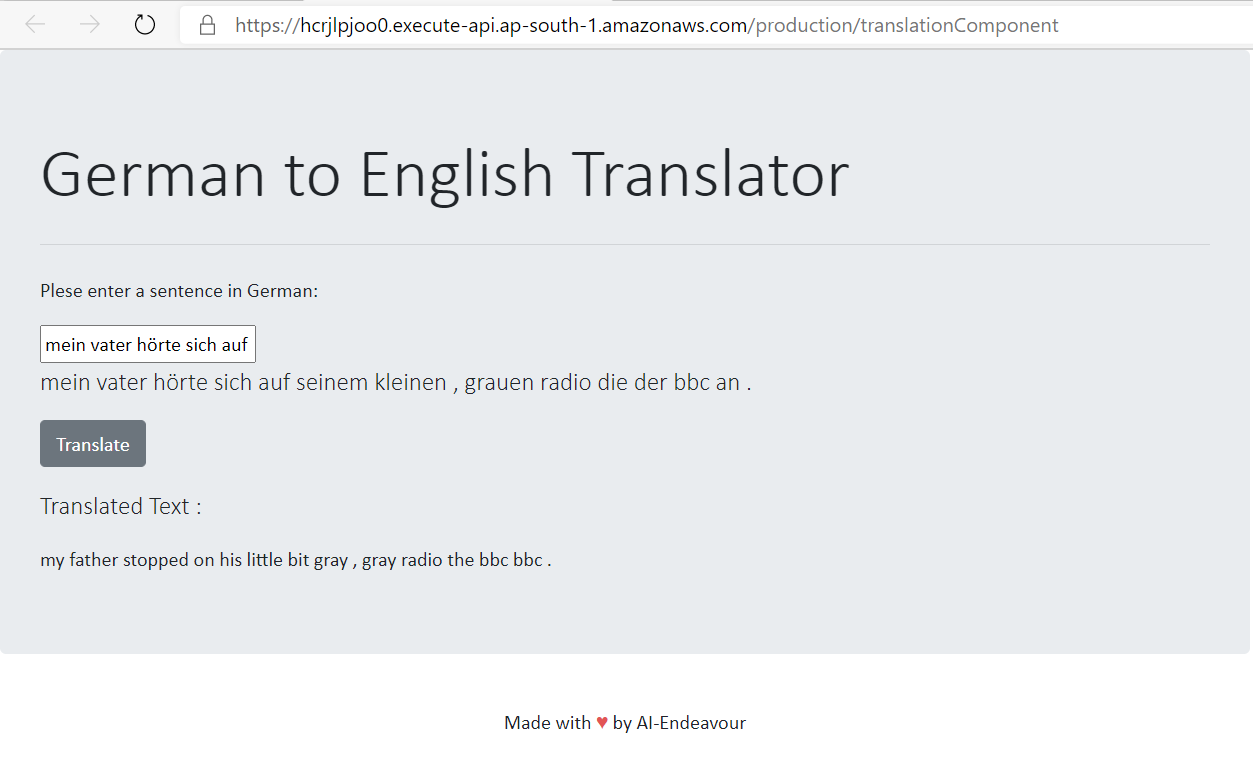 https://hcrjlpjoo0.execute-api.ap-south-1.amazonaws.com/production/translationComponent
German to English Translator
Plese enter a sentence in German:
mein vater hörte sich auf
mein vater hörte sich auf seinem kleinen , grauen radio die der bbc an .
Translate
Translated Text :
my father stopped on his little bit gray , gray radio the bbc bbc .
Made with ♥ by AI-Endeavour